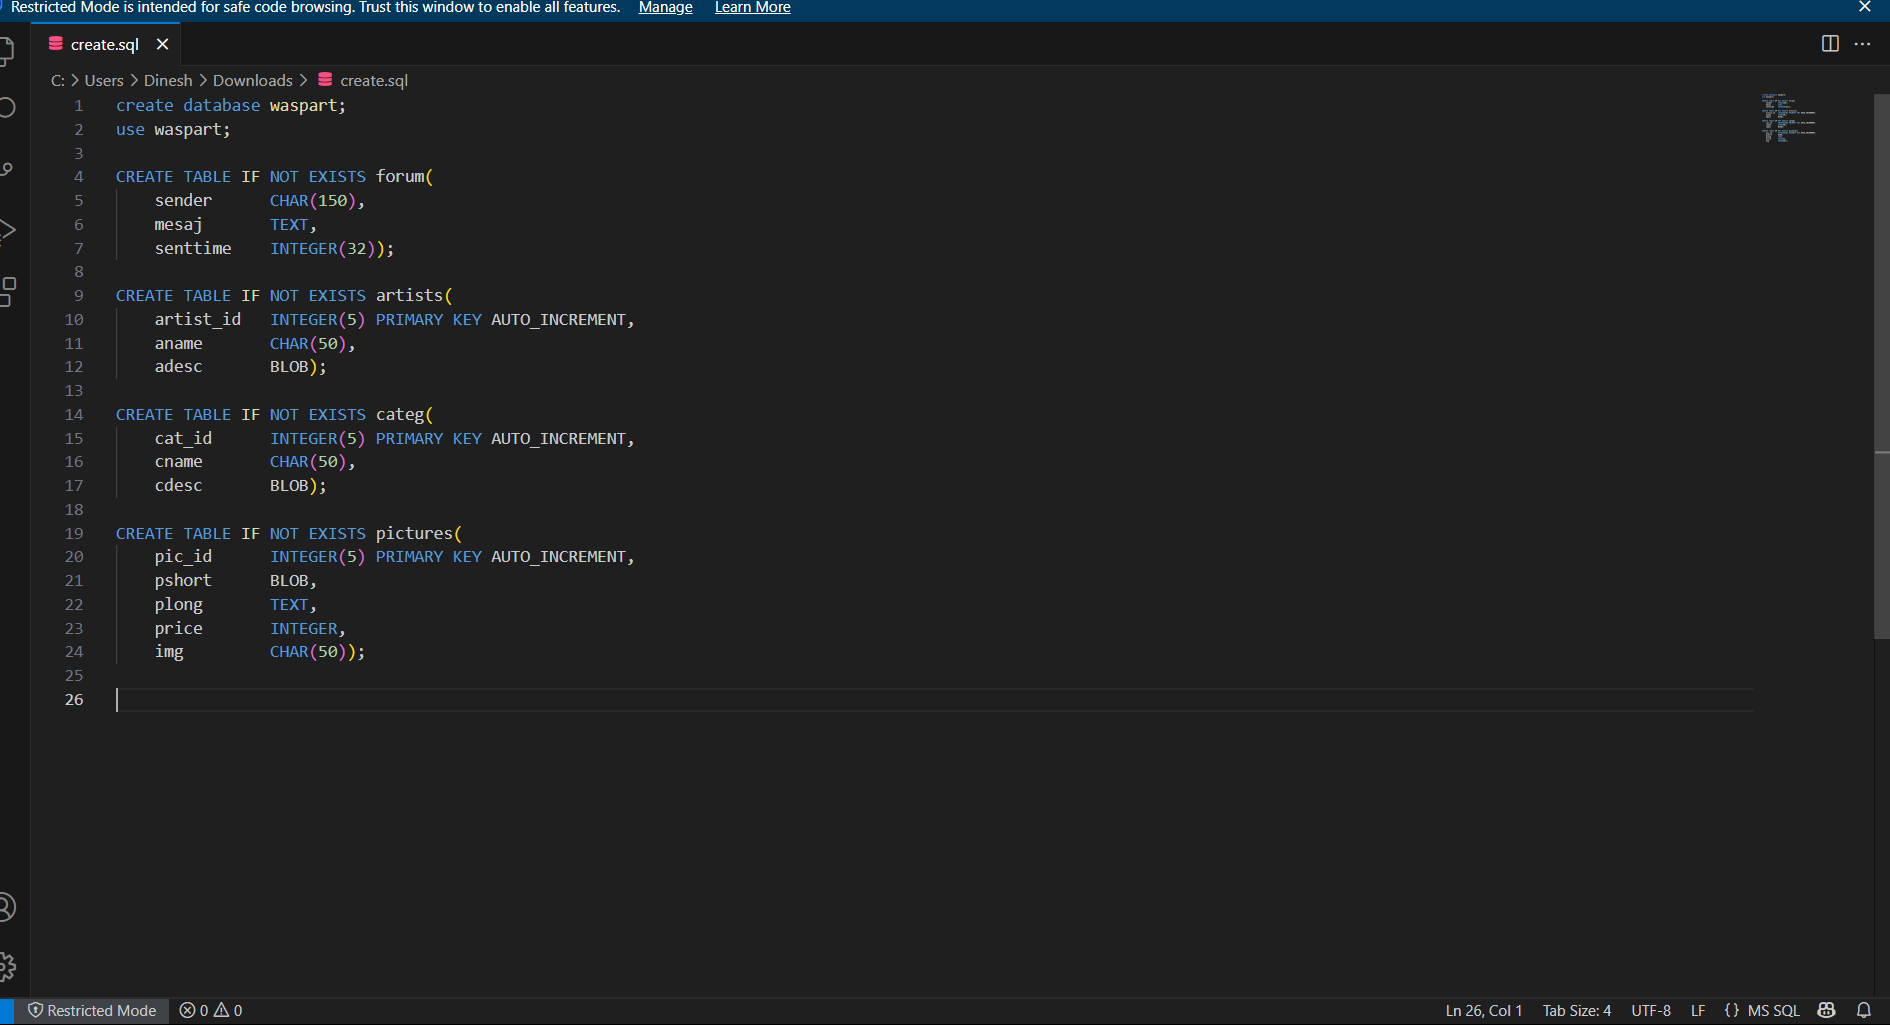 Restricted Mode is intended for safe code browsing. Trust this window to enable all features. Manage Learn More
create.sql
C: > Users > Dinesh > Downloads > create.sql
1 create database waspart;
2 use waspart;
3
4 CREATE TABLE IF NOT EXISTS forum(
5 sender CHAR(150),
6 mesaj TEXT,
7 senttime INTEGER(32));
8
9 CREATE TABLE IF NOT EXISTS artists(
10 artist_id INTEGER(5) PRIMARY KEY AUTO_INCREMENT,
11 aname CHAR(50),
12 adesc BLOB);
13
14 CREATE TABLE IF NOT EXISTS categ(
15 cat_id INTEGER(5) PRIMARY KEY AUTO_INCREMENT,
16 cname CHAR(50),
17 cdesc BLOB);
18
19 CREATE TABLE IF NOT EXISTS pictures(
20 pic_id INTEGER(5) PRIMARY KEY AUTO_INCREMENT,
21 pshort BLOB,
22 plong TEXT,
23 price INTEGER,
24 img CHAR(50));
25
26
Restricted Mode 0 0 Ln 26, Col 1 Tab Size: 4 UTF-8 LF {} MS SQL